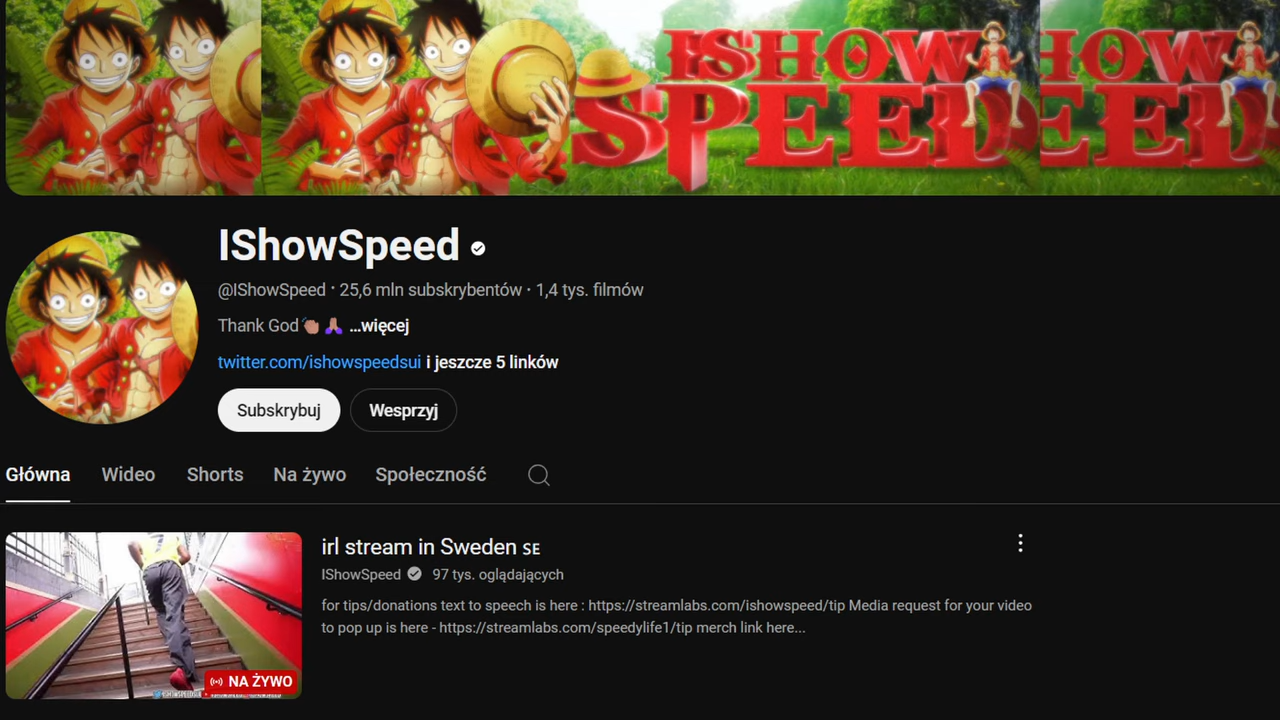 ISHOW
HOW
SPEED
EED
IShowSpeed
@IShowSpeed · 25,6 mln subskrybentów · 1,4 tys. filmów
Thank God👏🏽🙏🏽 ...więcej
twitter.com/ishowspeedsui i jeszcze 5 linków
Subskrybuj
Wesprzyj
Główna
Wideo
Shorts
Na żywo
Społeczność
irl stream in Sweden SE
IShowSpeed 97 tys. oglądających
for tips/donations text to speech is here : https://streamlabs.com/ishowspeed/tip Media request for your video
to pop up is here - https://streamlabs.com/speedylife1/tip merch link here...
7
NA ŻYWO